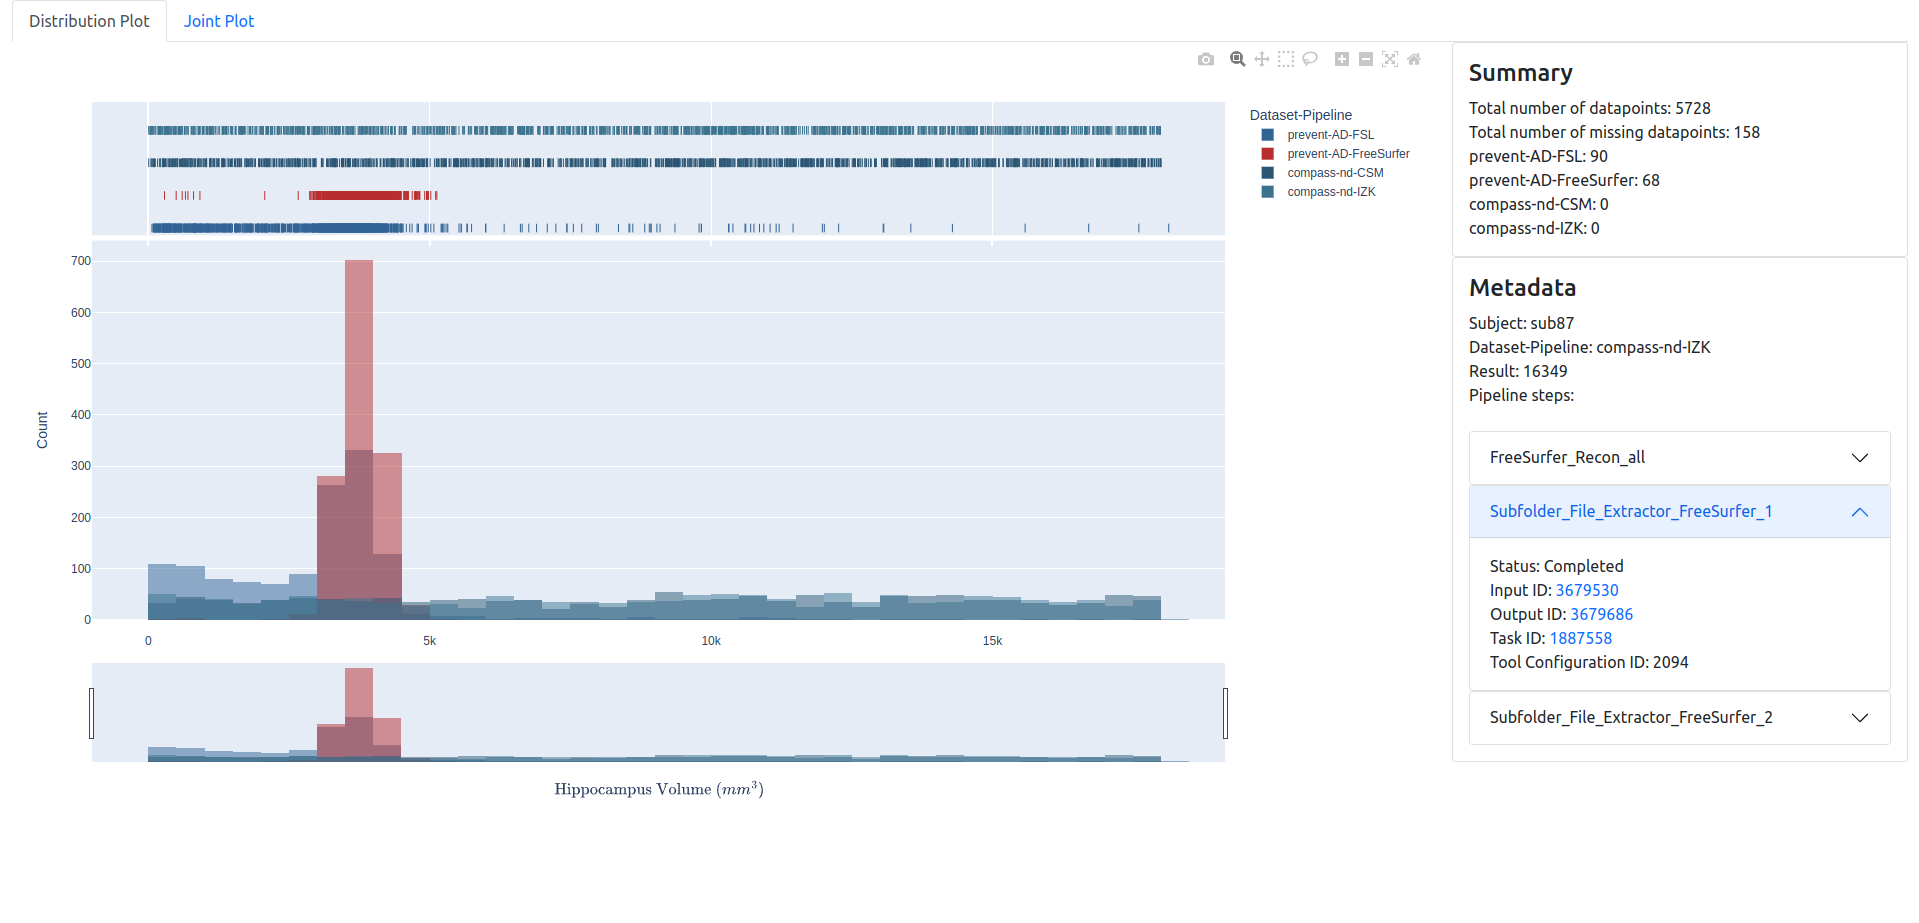 Distribution Plot
Joint Plot
Dataset-Pipeline
prevent-AD-FSL
prevent-AD-FreeSurfer
compass-nd-CSM
compass-nd-IZK
700
600
500
400
300
200
100
0
Count
0
5k
10k
15k
Hippocampus Volume (mm³)
Summary
Total number of datapoints: 5728
Total number of missing datapoints: 158
prevent-AD-FSL: 90
prevent-AD-FreeSurfer: 68
compass-nd-CSM: 0
compass-nd-IZK: 0
Metadata
Subject: sub87
Dataset-Pipeline: compass-nd-IZK
Result: 16349
Pipeline steps:
FreeSurfer_Recon_all
Subfolder_File_Extractor_FreeSurfer_1
Status: Completed
Input ID: 3679530
Output ID: 3679686
Task ID: 1887558
Tool Configuration ID: 2094
Subfolder_File_Extractor_FreeSurfer_2